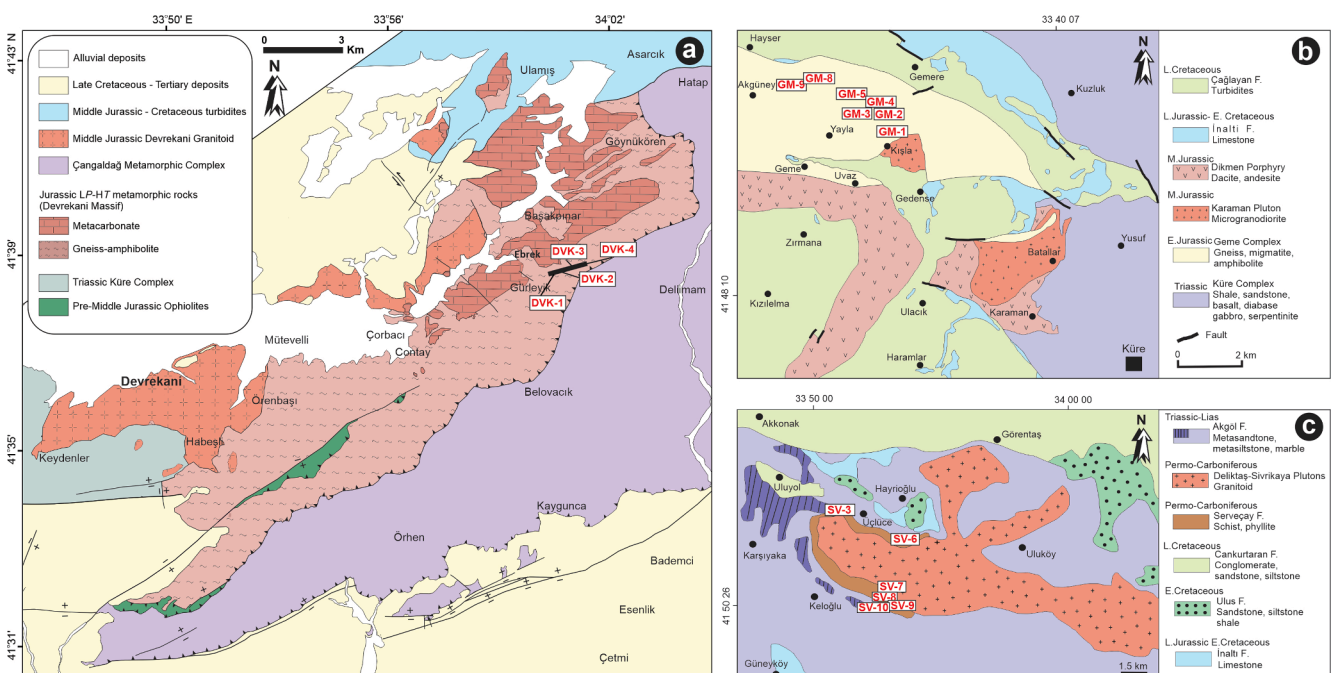 33°50' E
33°56'
34°02'
41°43' N
41°39'
41°35'
41°31'
a
Alluvial deposits
Late Cretaceous - Tertiary deposits
Middle Jurassic - Cretaceous turbidites
Middle Jurassic Devrekani Granitoid
Çangaldağ Metamorphic Complex
Jurassic LP-HT metamorphic rocks
(Devrekani Massif)
Metacarbonate
Gneiss-amphibolite
Triassic Küre Complex
Pre-Middle Jurassic Ophiolites
0 3
Km
N
Ulamış
Asarcık
Hatap
Göynükören
Başakpınar
Ebrek
DVK-3
DVK-4
DVK-2
DVK-1
Gürleyik
Delimam
Çorbacı
Contay
Mütevelli
Devrekani
Örenbaşı
Belovacık
Habeşli
Keydenler
Kaygunca
Örhen
Bademci
Esenlik
Çetmi
33 40 07
41 48 10
b
N
Hayser
Akgüney
GM-9
GM-8
GM-5
GM-4
GM-3
GM-2
GM-1
Gemere
Kuzluk
Yayla
Kışla
Geme
Uvaz
Gedense
Zırmana
Batallar
Yusuf
Kızılelma
Ulacık
Karaman
Haramlar
Küre
L.Cretaceous
Çağlayan F.
Turbidites
L.Jurassic- E. Cretaceous
İnaltı F.
Limestone
M.Jurassic
Dikmen Porphyry
Dacite, andesite
M.Jurassic
Karaman Pluton
Microgranodiorite
E.Jurassic Geme Complex
Gneiss, migmatite,
amphibolite
Triassic Küre Complex
Shale, sandstone,
basalt, diabase
gabbro, serpentinite
Fault
0 2 km
33 50 00
34 00 00
41 50 26
c
N
Akkonak
Görentaş
Uluyol
Hayrioğlu
SV-3
Üçlüce
SV-6
Karşıyaka
Uluköy
SV-7
SV-8
Keloğlu
SV-10
SV-9
Güneyköy
1.5 km
Triassic-Lias
Akgöl F.
Metasandtone,
metasiltstone, marble
Permo-Carboniferous
Deliktaş-Sivrikaya Plutons
Granitoid
Permo-Carboniferous
Serveçay F.
Schist, phyllite
L.Cretaceous
Cankurtaran F.
Conglomerate,
sandstone, siltstone
E.Cretaceous
Ulus F.
Sandstone, siltstone
shale
L.Jurassic E.Cretaceous
İnaltı F.
Limestone